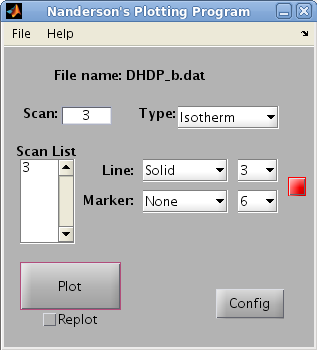 Nanderson's Plotting Program
File Help
File name: DHDP_b.dat
Scan: 3 Type: Isotherm
Scan List
3
Line: Solid 3
Marker: None 6
Plot
Replot
Config